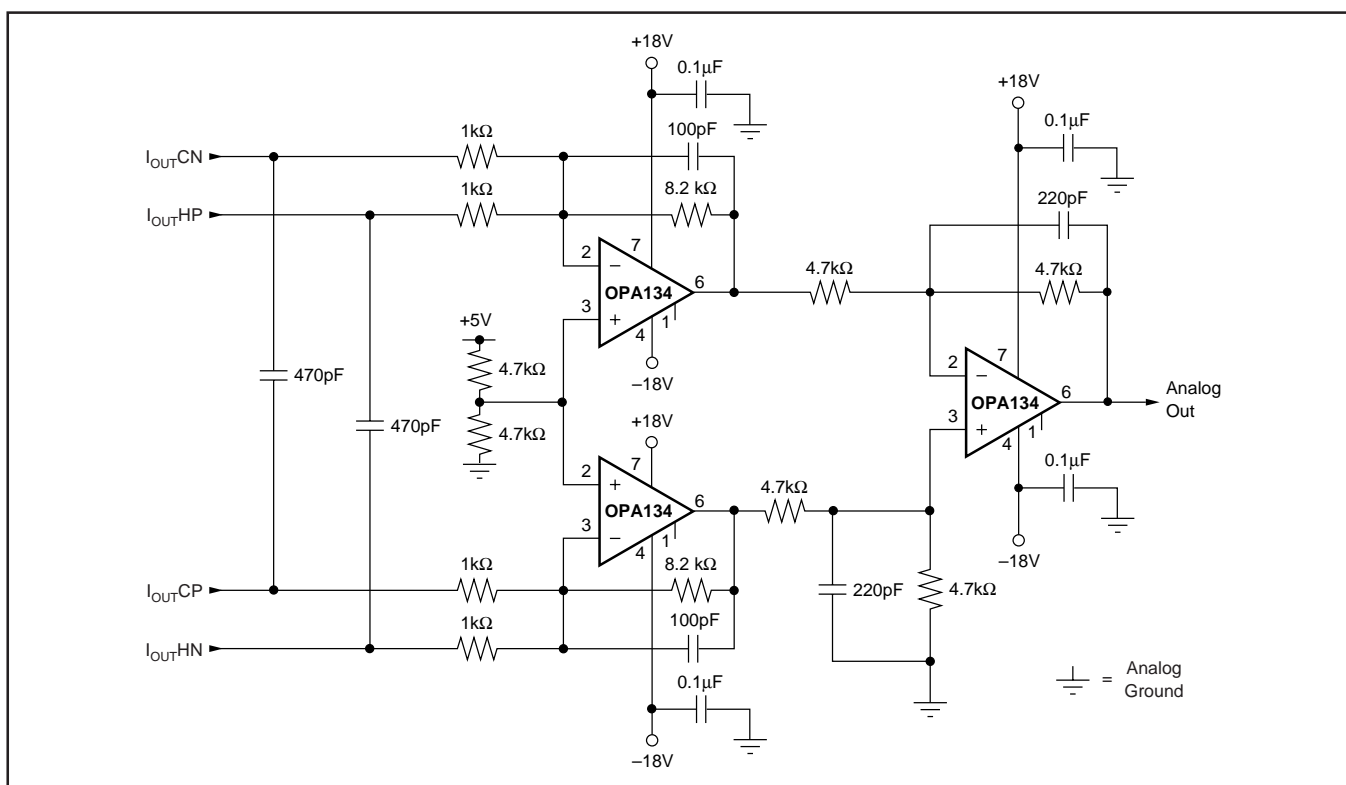 +18V
0.1µF
+18V
0.1µF
1kΩ
100pF
I_OUTCN
1kΩ
8.2 kΩ
I_OUTHP
220pF
2
7
–
4.7kΩ
4.7kΩ
OPA134
6
3
+
1
4
+5V
–18V
4.7kΩ
2
7
–
470pF
OPA134
6
Analog
Out
3
+
1
4
470pF
4.7kΩ
+18V
0.1µF
2
7
+
4.7kΩ
OPA134
6
3
–
1
4
–18V
1kΩ
8.2 kΩ
220pF
4.7kΩ
I_OUTCP
1kΩ
100pF
I_OUTHN
0.1µF
= Analog
Ground
–18V